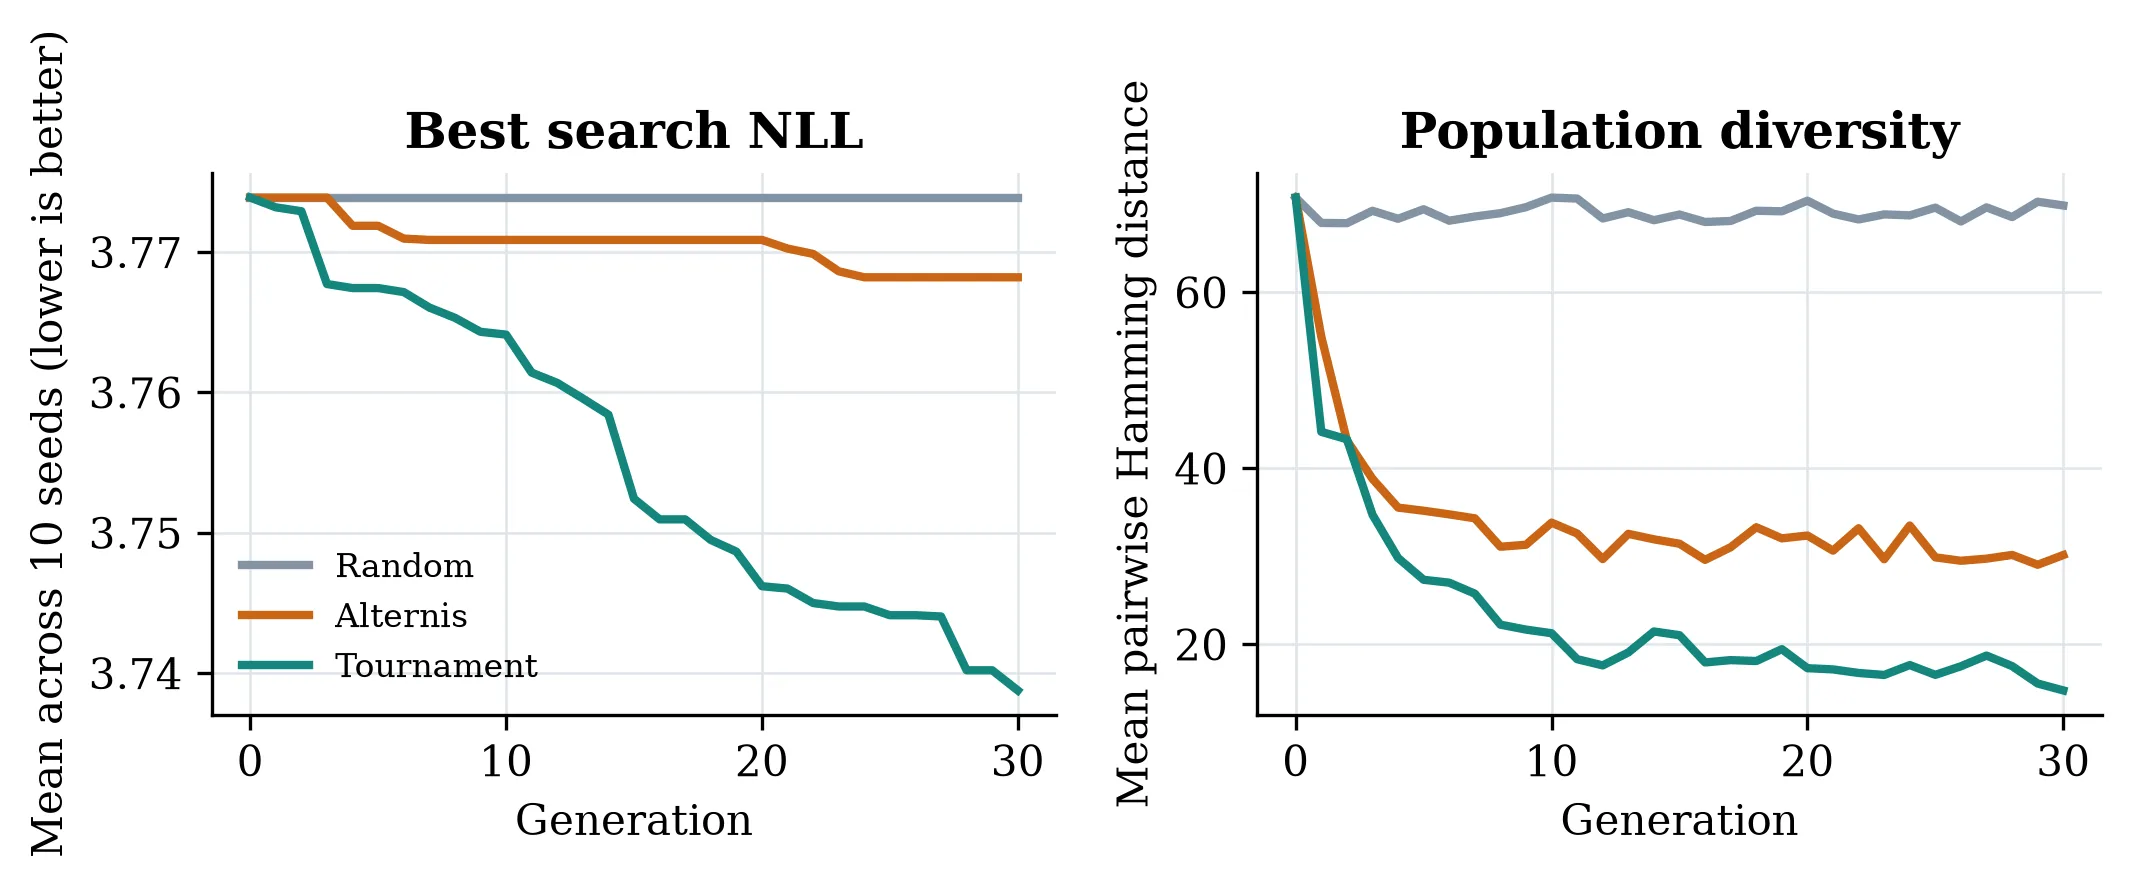 Best search NLL
Mean across 10 seeds (lower is better)
3.77
3.76
3.75
3.74
Random
Alternis
Tournament
0 10 20 30
Generation
Population diversity
Mean pairwise Hamming distance
60
40
20
0 10 20 30
Generation